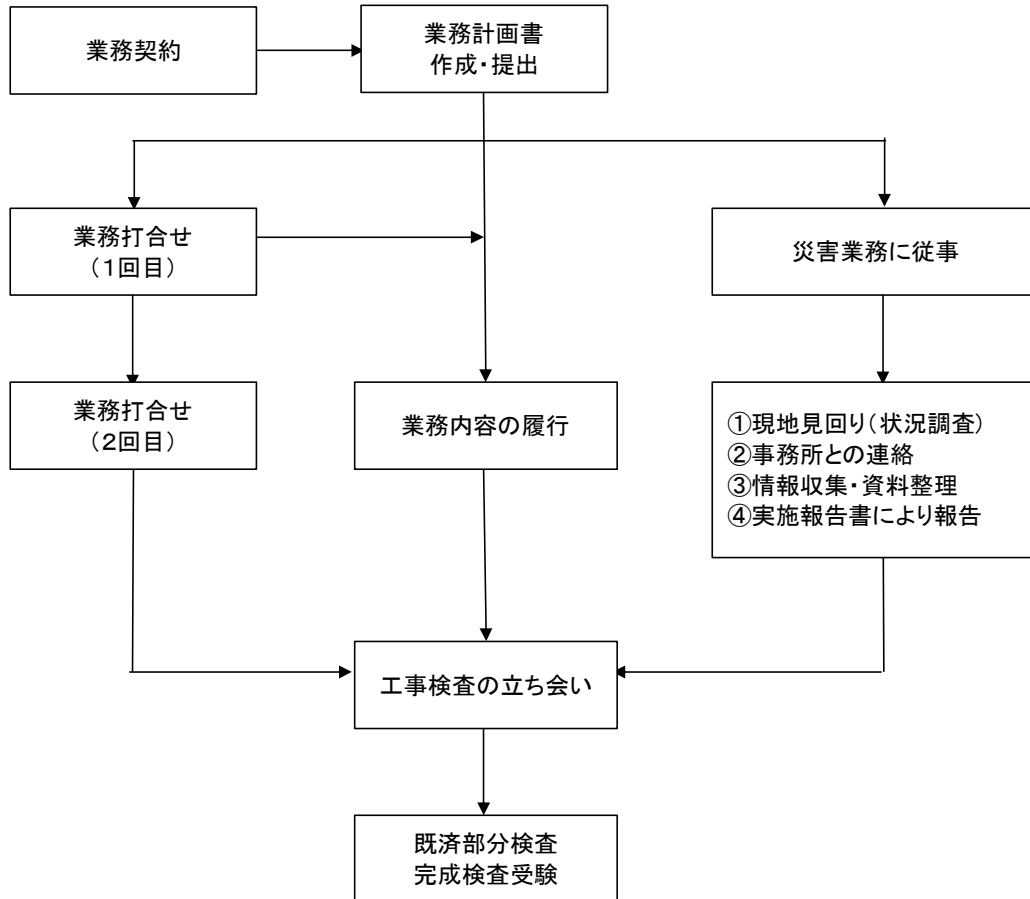 業務契約
業務計画書
作成・提出
業務打合せ
（１回目）
災害業務に従事
業務打合せ
（２回目）
業務内容の履行
①現地見回り（状況調査）
②事務所との連絡
③情報収集・資料整理
④実施報告書により報告
工事検査の立ち会い
既済部分検査
完成検査受験